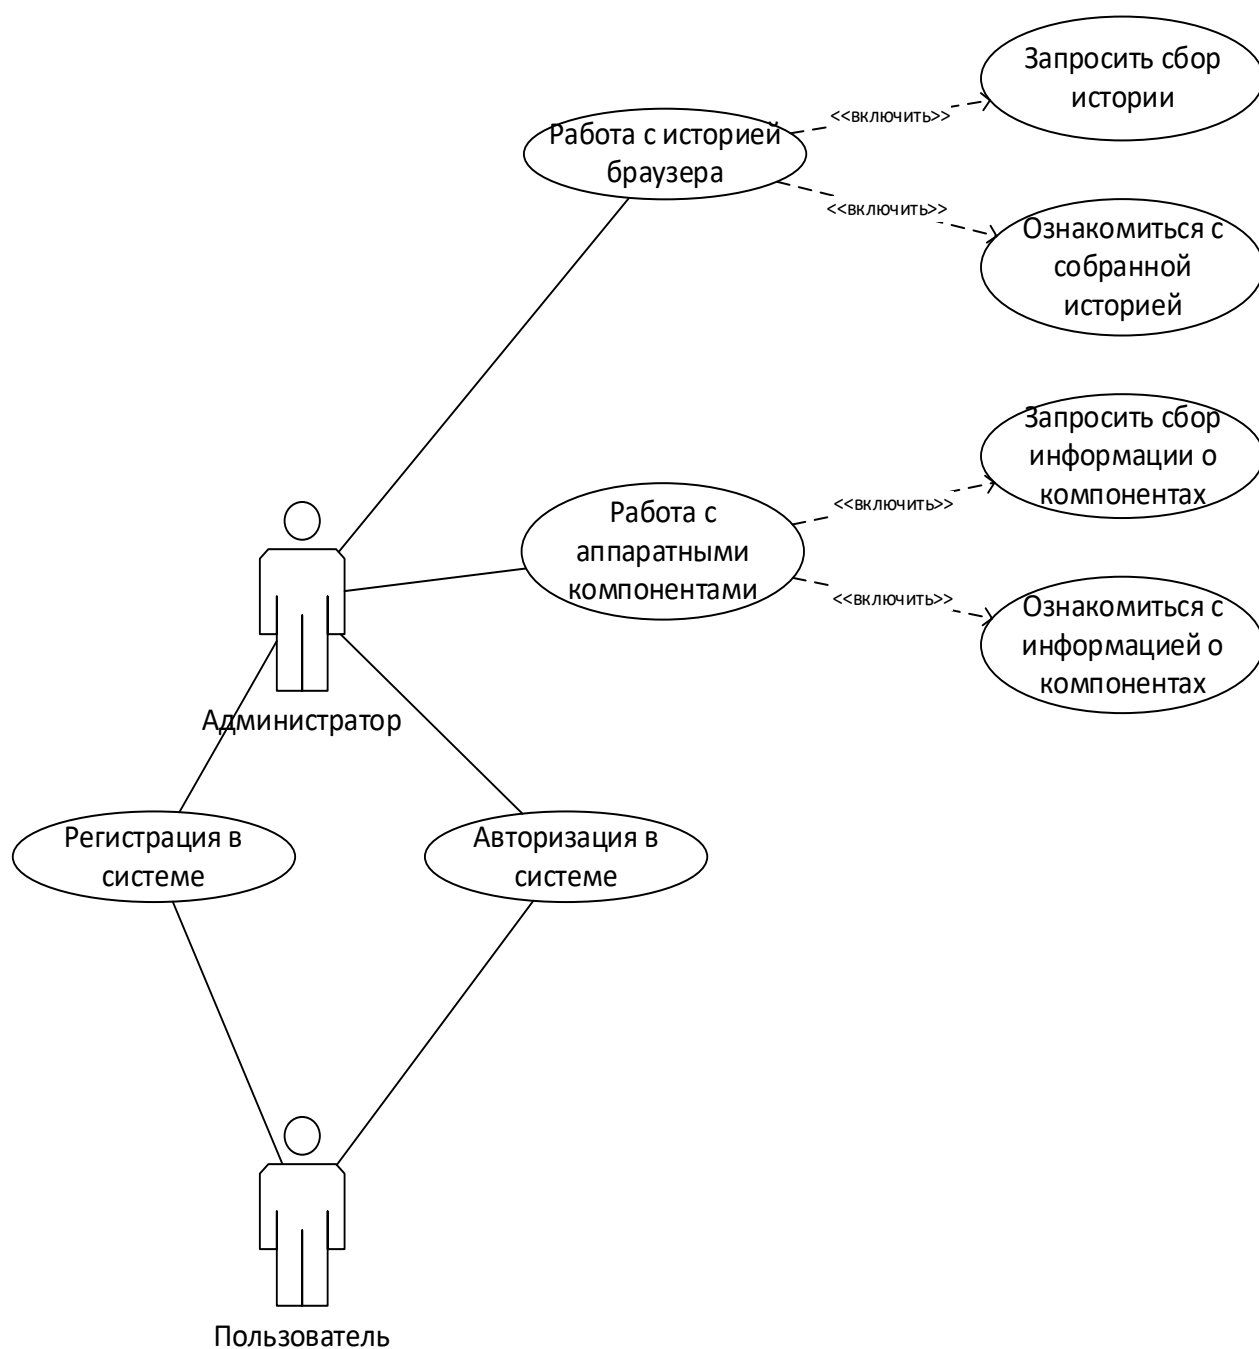 Запросить сбор
истории
<<включить>>
Работа с историей
браузера
<<включить>>
Ознакомиться с
собранной
историей
Запросить сбор
информации о
компонентах
<<включить>>
Работа с
аппаратными
компонентами
<<включить>>
Ознакомиться с
информацией о
компонентах
Администратор
Регистрация в
системе
Авторизация в
системе
Пользователь